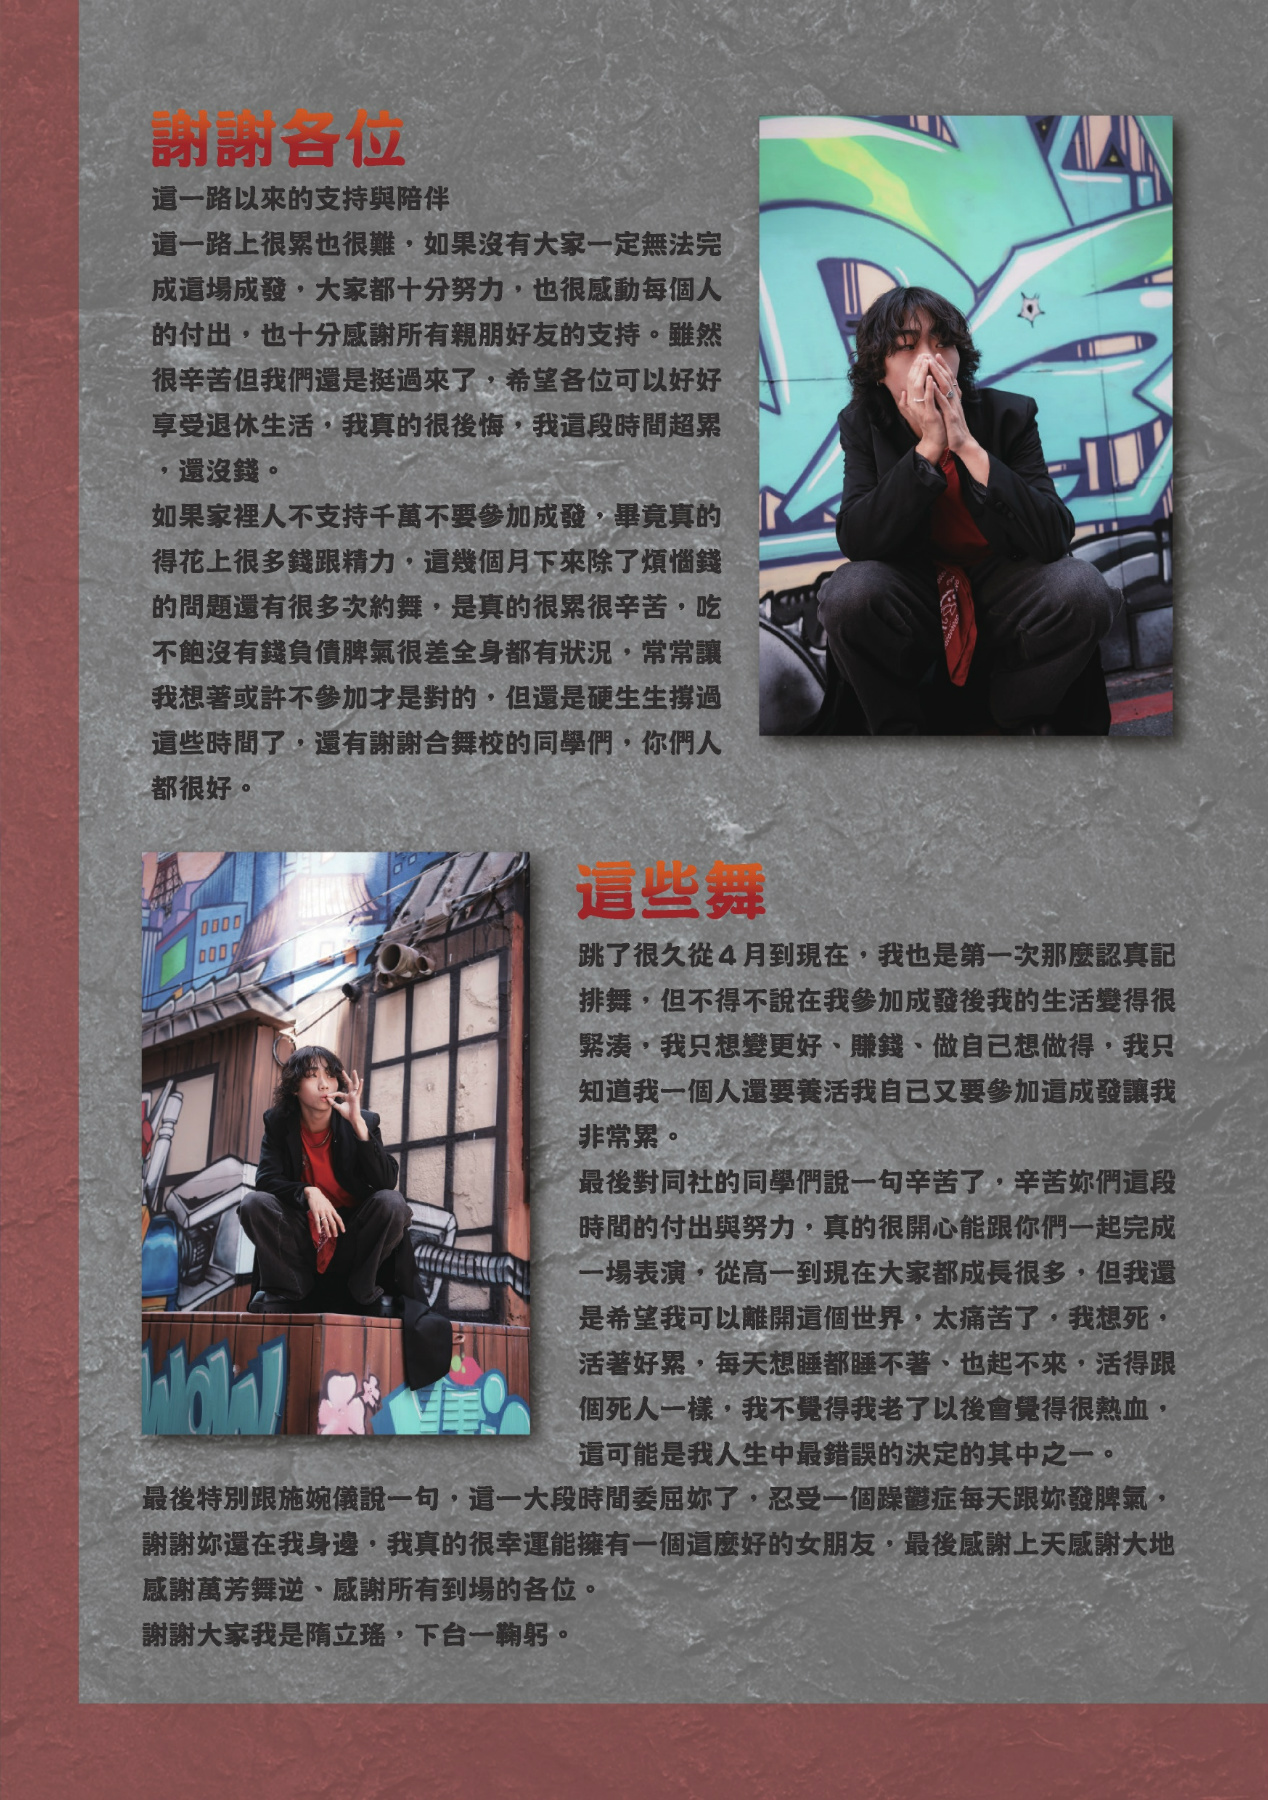 謝謝各位
這一路以來的支持與陪伴
這一路上很累也很難，如果沒有大家一定無法完
成這場成發，大家都十分努力，也很感動每個人
的付出，也十分感謝所有親朋好友的支持。雖然
很辛苦但我們還是挺過來了，希望各位可以好好
享受退休生活，我真的很後悔，我這段時間超累
，還沒錢。
如果家裡人不支持千萬不要參加成發，畢竟真的
得花上很多錢跟精力，這幾個月下來除了煩惱錢
的問題還有很多次約舞，是真的很累很辛苦，吃
不飽沒有錢負債脾氣很差全身都有狀況，常常讓
我想著或許不參加才是對的，但還是硬生生撐過
這些時間了，還有謝謝合舞校的同學們，你們人
都很好。
這些舞
跳了很久從4月到現在，我也是第一次那麼認真記
排舞，但不得不說在我參加成發後我的生活變得很
緊湊，我只想變更好、賺錢、做自己想做得，我只
知道我一個人還要養活我自己又要參加這成發讓我
非常累。
最後對同社的同學們說一句辛苦了，辛苦妳們這段
時間的付出與努力，真的很開心能跟你們一起完成
一場表演，從高一到現在大家都成長很多，但我還
是希望我可以離開這個世界，太痛苦了，我想死，
活著好累，每天想睡都睡不著、也起不來，活得跟
個死人一樣，我不覺得我老了以後會覺得很熱血，
這可能是我人生中最錯誤的決定的其中之一。
最後特別跟施婉儀說一句，這一大段時間委屈妳了，忍受一個躁鬱症每天跟妳發脾氣，
謝謝妳還在我身邊，我真的很幸運能擁有一個這麼好的女朋友，最後感謝上天感謝大地
感謝萬芳舞逆、感謝所有到場的各位。
謝謝大家我是隋立瑤，下台一鞠躬。
WOW